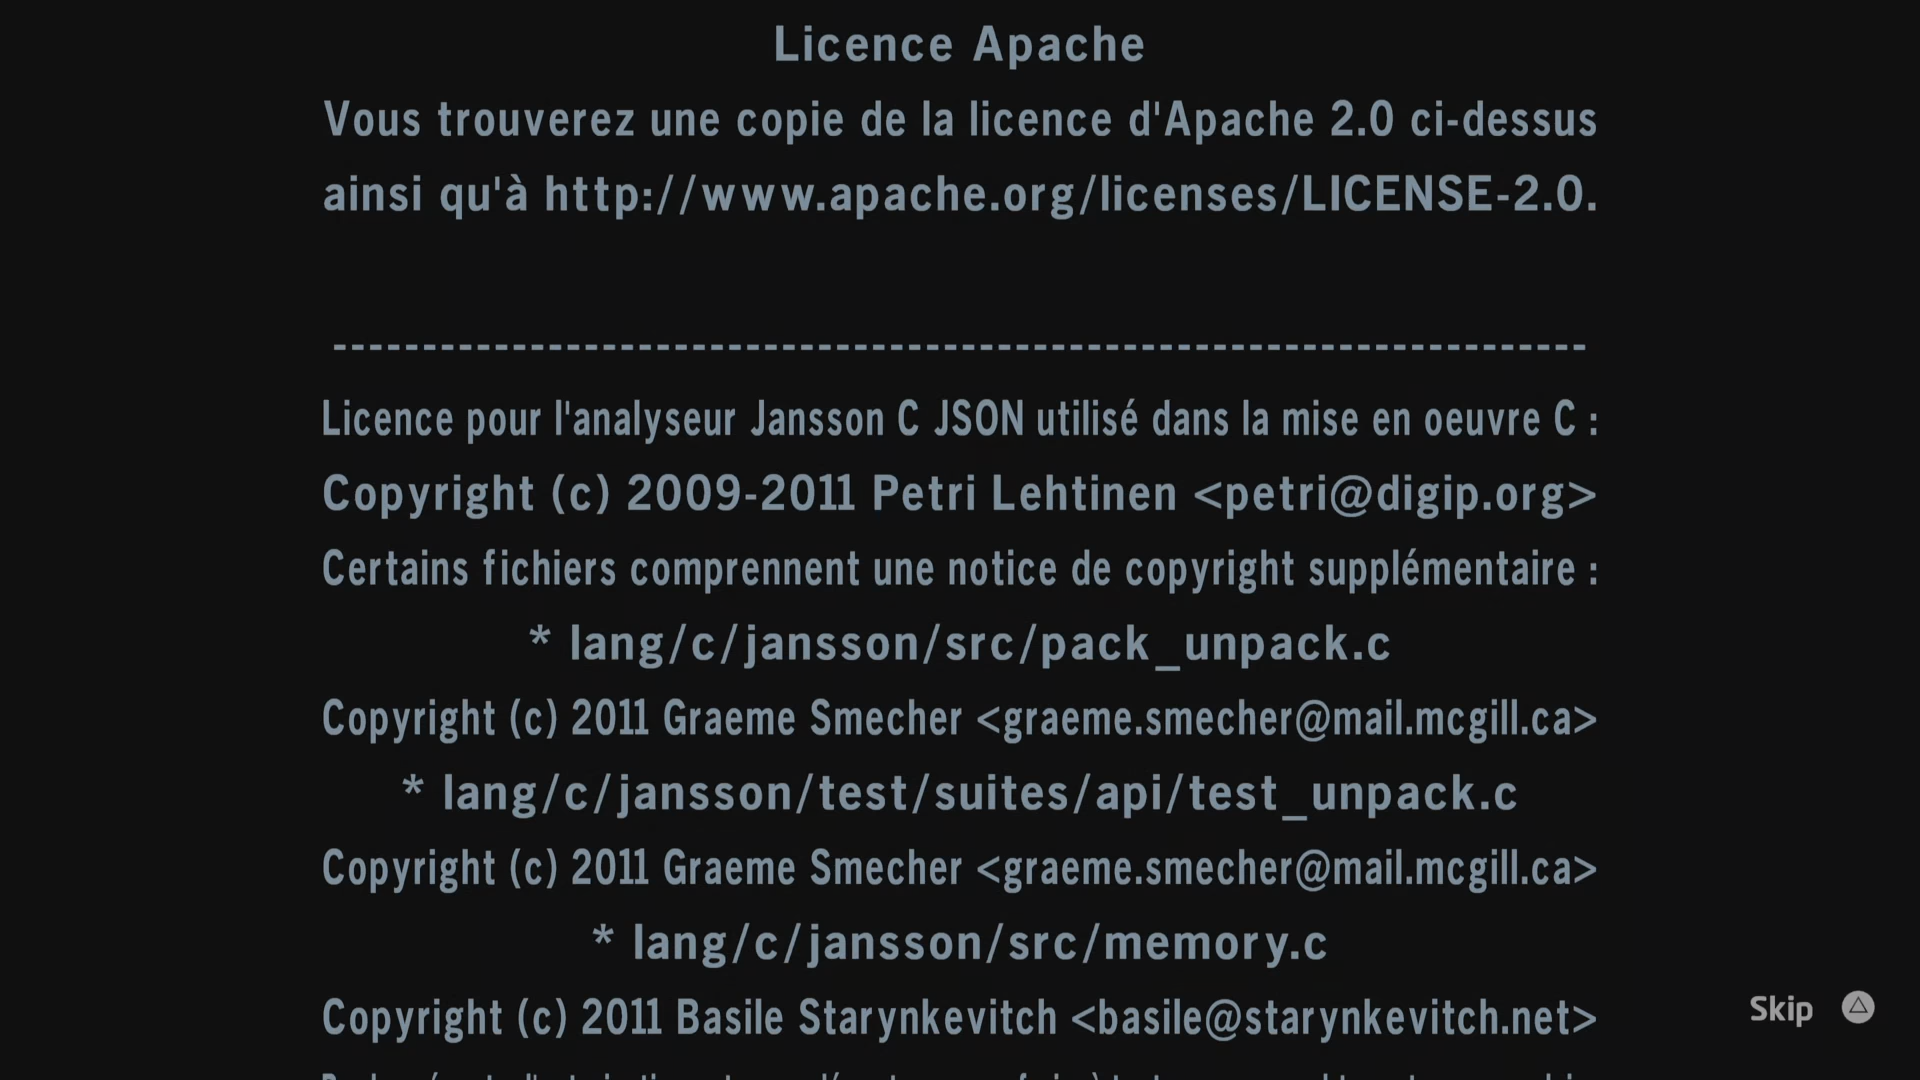 Licence Apache
Vous trouverez une copie de la licence d'Apache 2.0 ci-dessus
ainsi qu'à http://www.apache.org/licenses/LICENSE-2.0.
----------------------------------------------------------------------
Licence pour l'analyseur Jansson C JSON utilisé dans la mise en oeuvre C :
Copyright (c) 2009-2011 Petri Lehtinen <petri@digip.org>
Certains fichiers comprennent une notice de copyright supplémentaire :
* lang/c/jansson/src/pack_unpack.c
Copyright (c) 2011 Graeme Smecher <graeme.smecher@mail.mcgill.ca>
* lang/c/jansson/test/suites/api/test_unpack.c
Copyright (c) 2011 Graeme Smecher <graeme.smecher@mail.mcgill.ca>
* lang/c/jansson/src/memory.c
Copyright (c) 2011 Basile Starynkevitch <basile@starynkevitch.net>
Skip